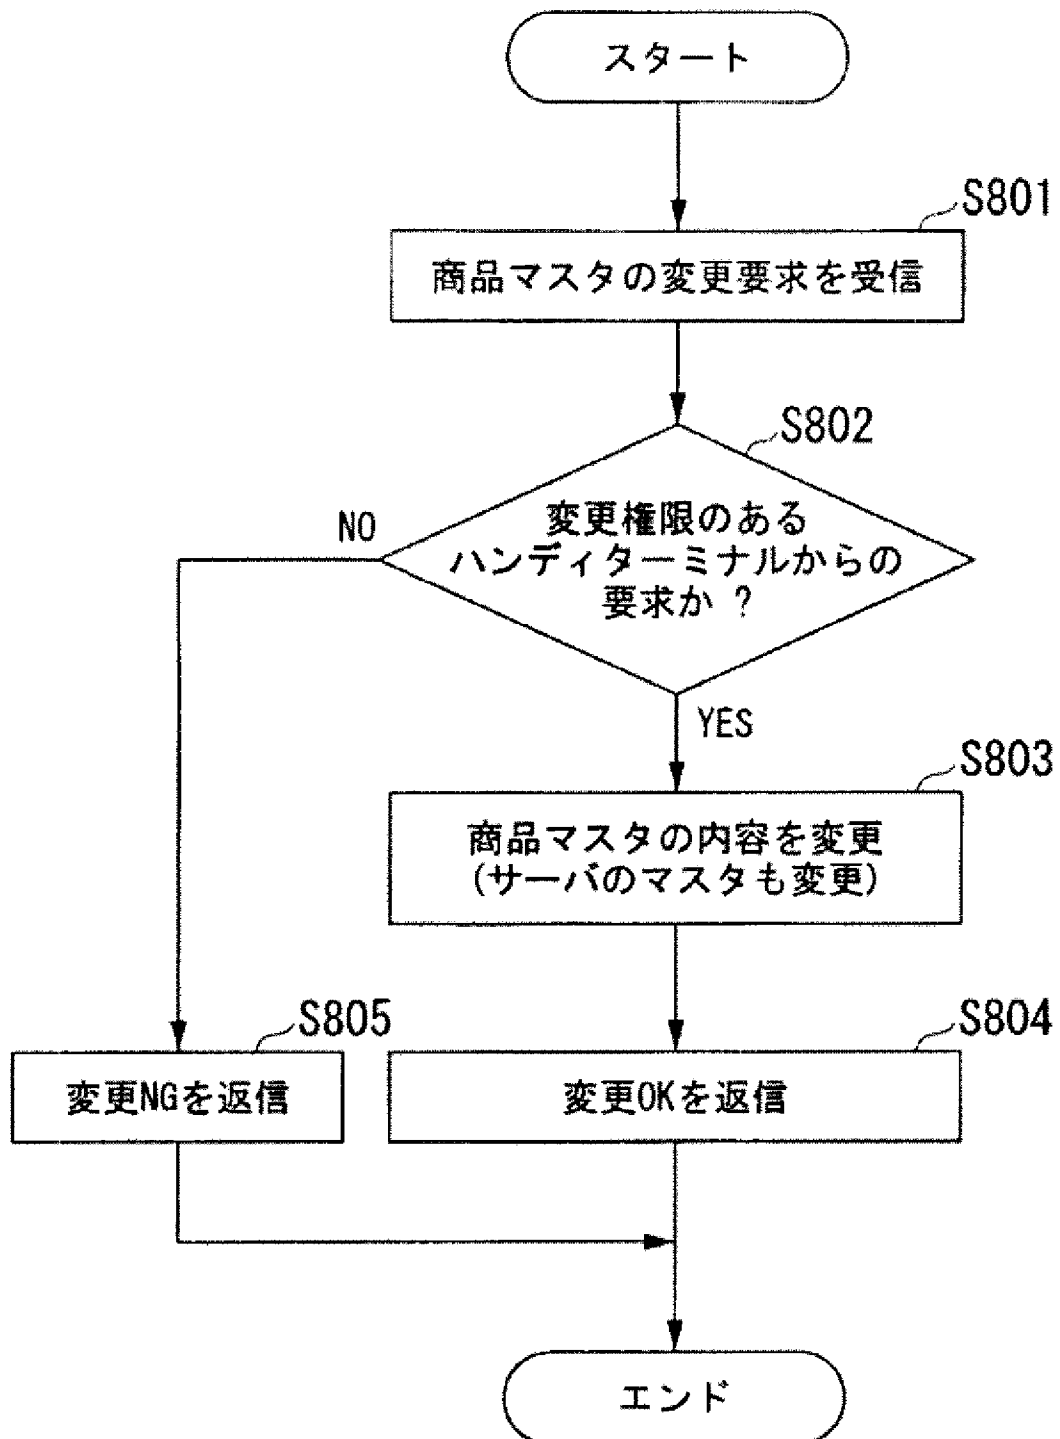 スタート
S801
商品マスタの変更要求を受信
S802
変更権限のある
ハンディターミナルからの
要求か ?
NO
YES
S803
商品マスタの内容を変更
(サーバのマスタも変更)
S805
変更NGを返信
S804
変更OKを返信
エンド